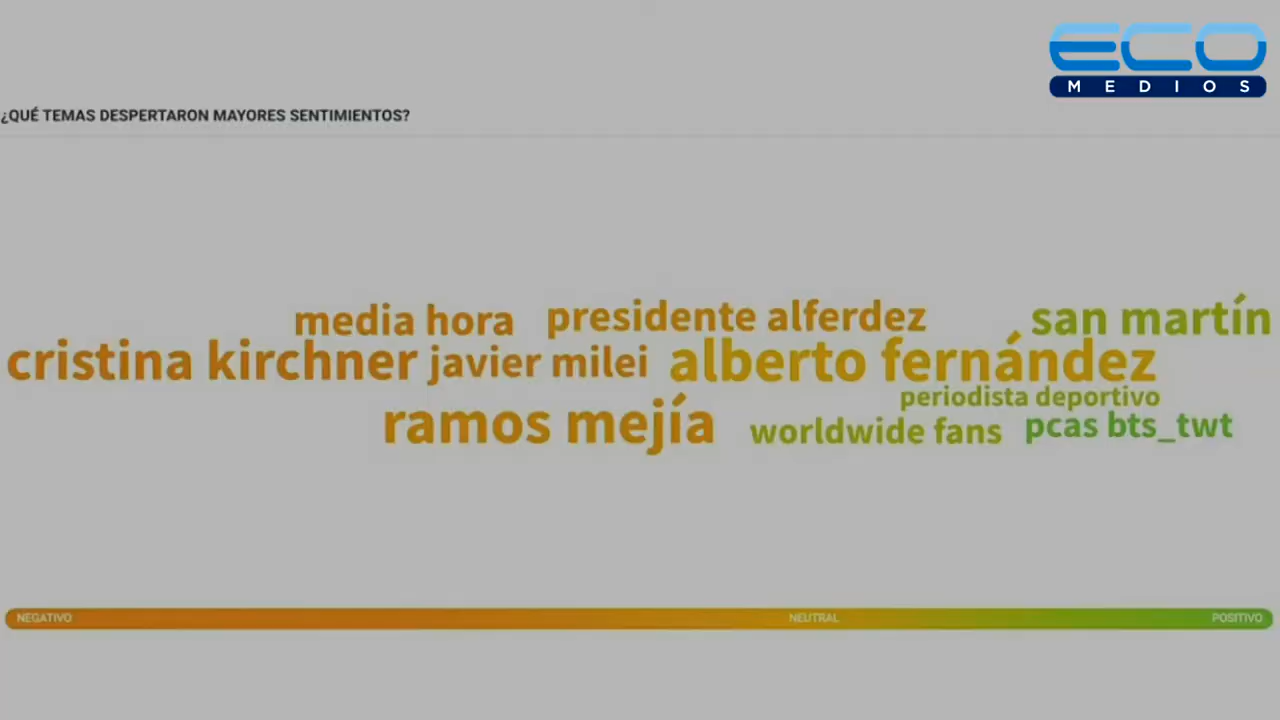 ECO
MEDIOS
¿QUÉ TEMAS DESPERTARON MAYORES SENTIMIENTOS?
media hora
presidente alferdez
san martín
cristina kirchner
javier milei
alberto fernández
periodista deportivo
ramos mejía
worldwide fans
pcas bts_twt
NEGATIVO
NEUTRAL
POSITIVO